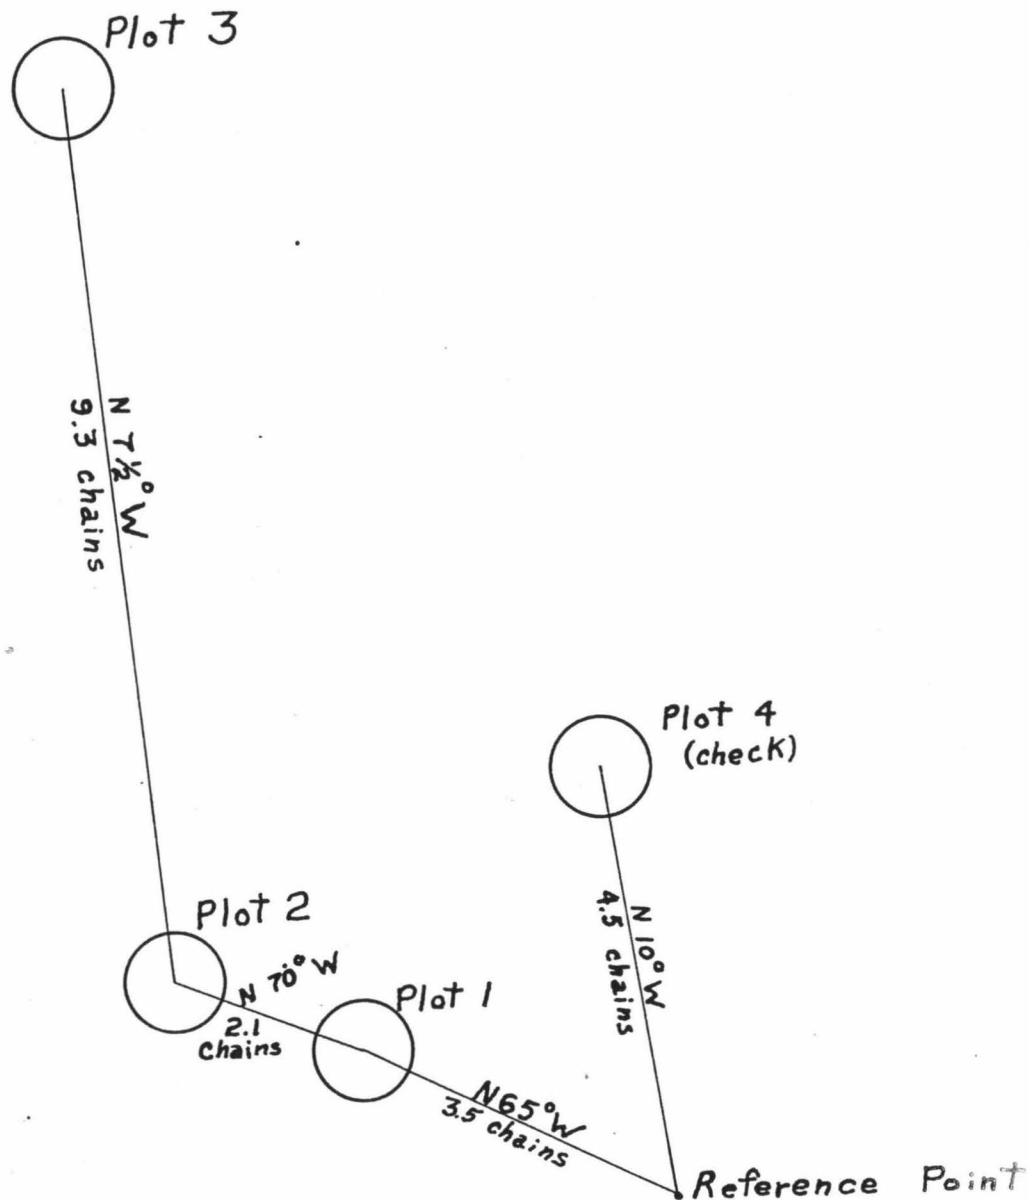 Plot 3
N 7½° W
9.3 chains
Plot 4
(check)
N 10° W
4.5 chains
Plot 2
N 70° W
2.1
Chains
Plot 1
N65°W
3.5 chains
Reference Point